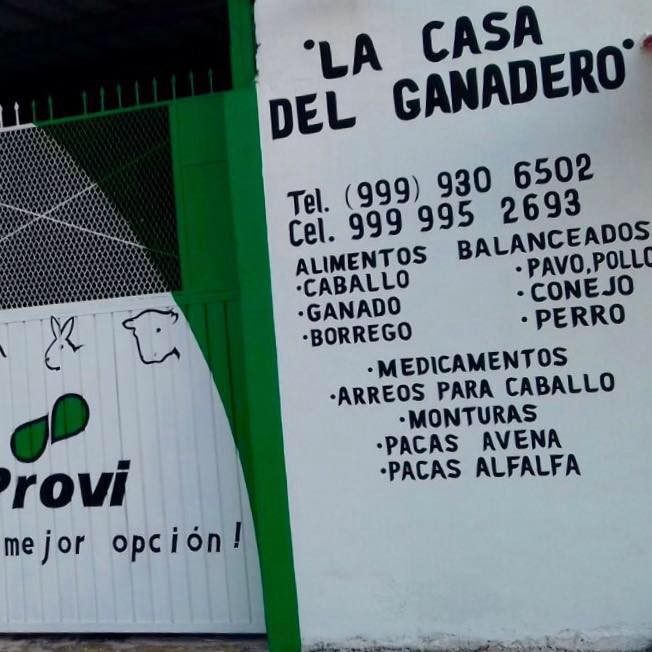 "LA CASA
DEL GANADERO"
Tel. (999) 930 6502
Cel. 999 995 2693
ALIMENTOS BALANCEADOS
·CABALLO
·GANADO
·BORREGO
·PAVO,POLLO
·CONEJO
·PERRO
·MEDICAMENTOS
·ARREOS PARA CABALLO
·MONTURAS
·PACAS AVENA
·PACAS ALFALFA
Provi
mejor opción!